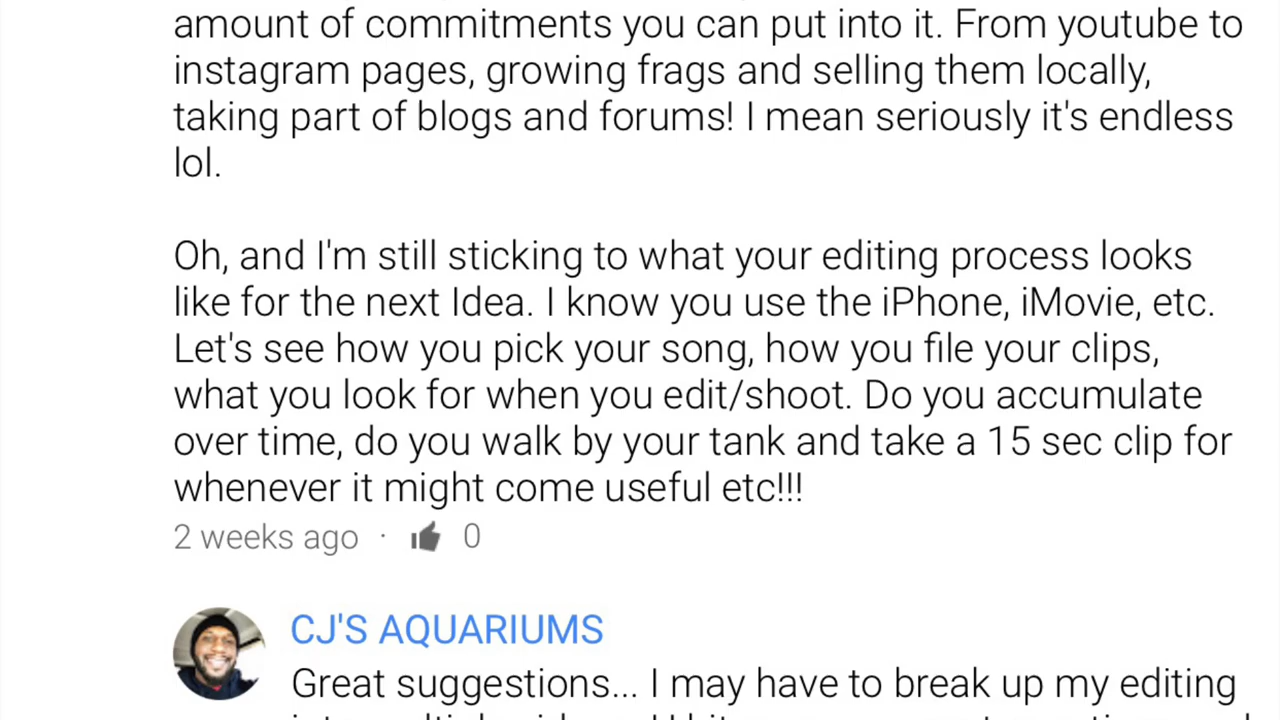 amount of commitments you can put into it. From youtube to
instagram pages, growing frags and selling them locally,
taking part of blogs and forums! I mean seriously it's endless
lol.
Oh, and I'm still sticking to what your editing process looks
like for the next Idea. I know you use the iPhone, iMovie, etc.
Let's see how you pick your song, how you file your clips,
what you look for when you edit/shoot. Do you accumulate
over time, do you walk by your tank and take a 15 sec clip for
whenever it might come useful etc!!!
2 weeks ago · 0
CJ'S AQUARIUMS
Great suggestions... I may have to break up my editing